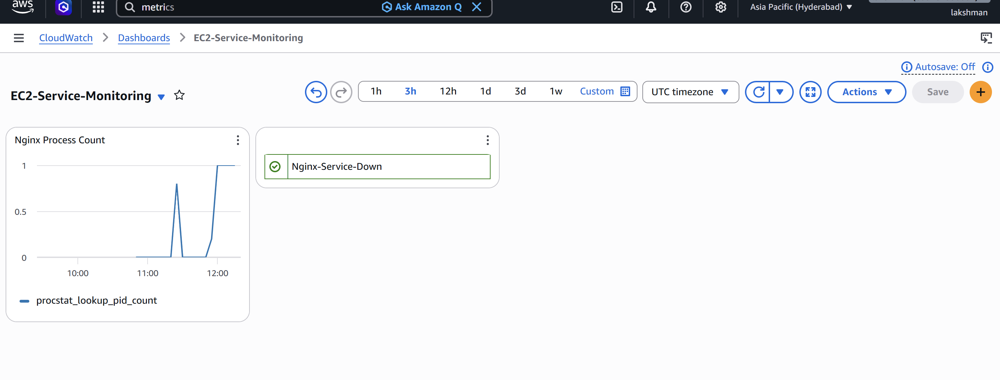 aws
metrics
Ask Amazon Q
Asia Pacific (Hyderabad)
lakshman
CloudWatch
Dashboards
EC2-Service-Monitoring
Autosave: Off
EC2-Service-Monitoring
1h
3h
12h
1d
3d
1w
Custom
UTC timezone
Actions
Save
Nginx Process Count
1
0.5
0
10:00
11:00
12:00
procstat_lookup_pid_count
Nginx-Service-Down